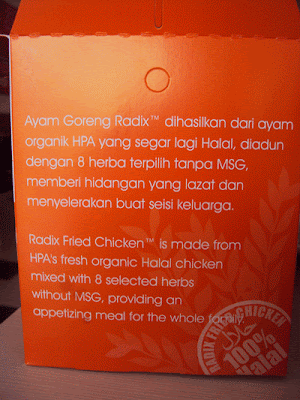 Ayam Goreng Radix™ dihasilkan dari ayam
organik HPA yang segar lagi Halal, diadun
dengan 8 herba terpilih tanpa MSG,
memberi hidangan yang lazat dan
menyelerakan buat seisi keluarga.
Radix Fried Chicken™ is made from
HPA's fresh organic Halal chicken
mixed with 8 selected herbs
without MSG, providing an
appetizing meal for the whole family.
RADIX FRIED CHICKEN
100%
Halal